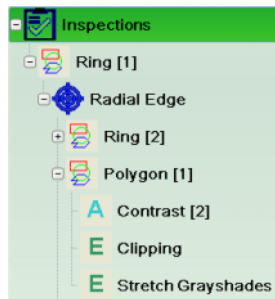 Inspections
Ring [1]
Radial Edge
Ring [2]
Polygon [1]
A Contrast [2]
E Clipping
E Stretch Grayshades